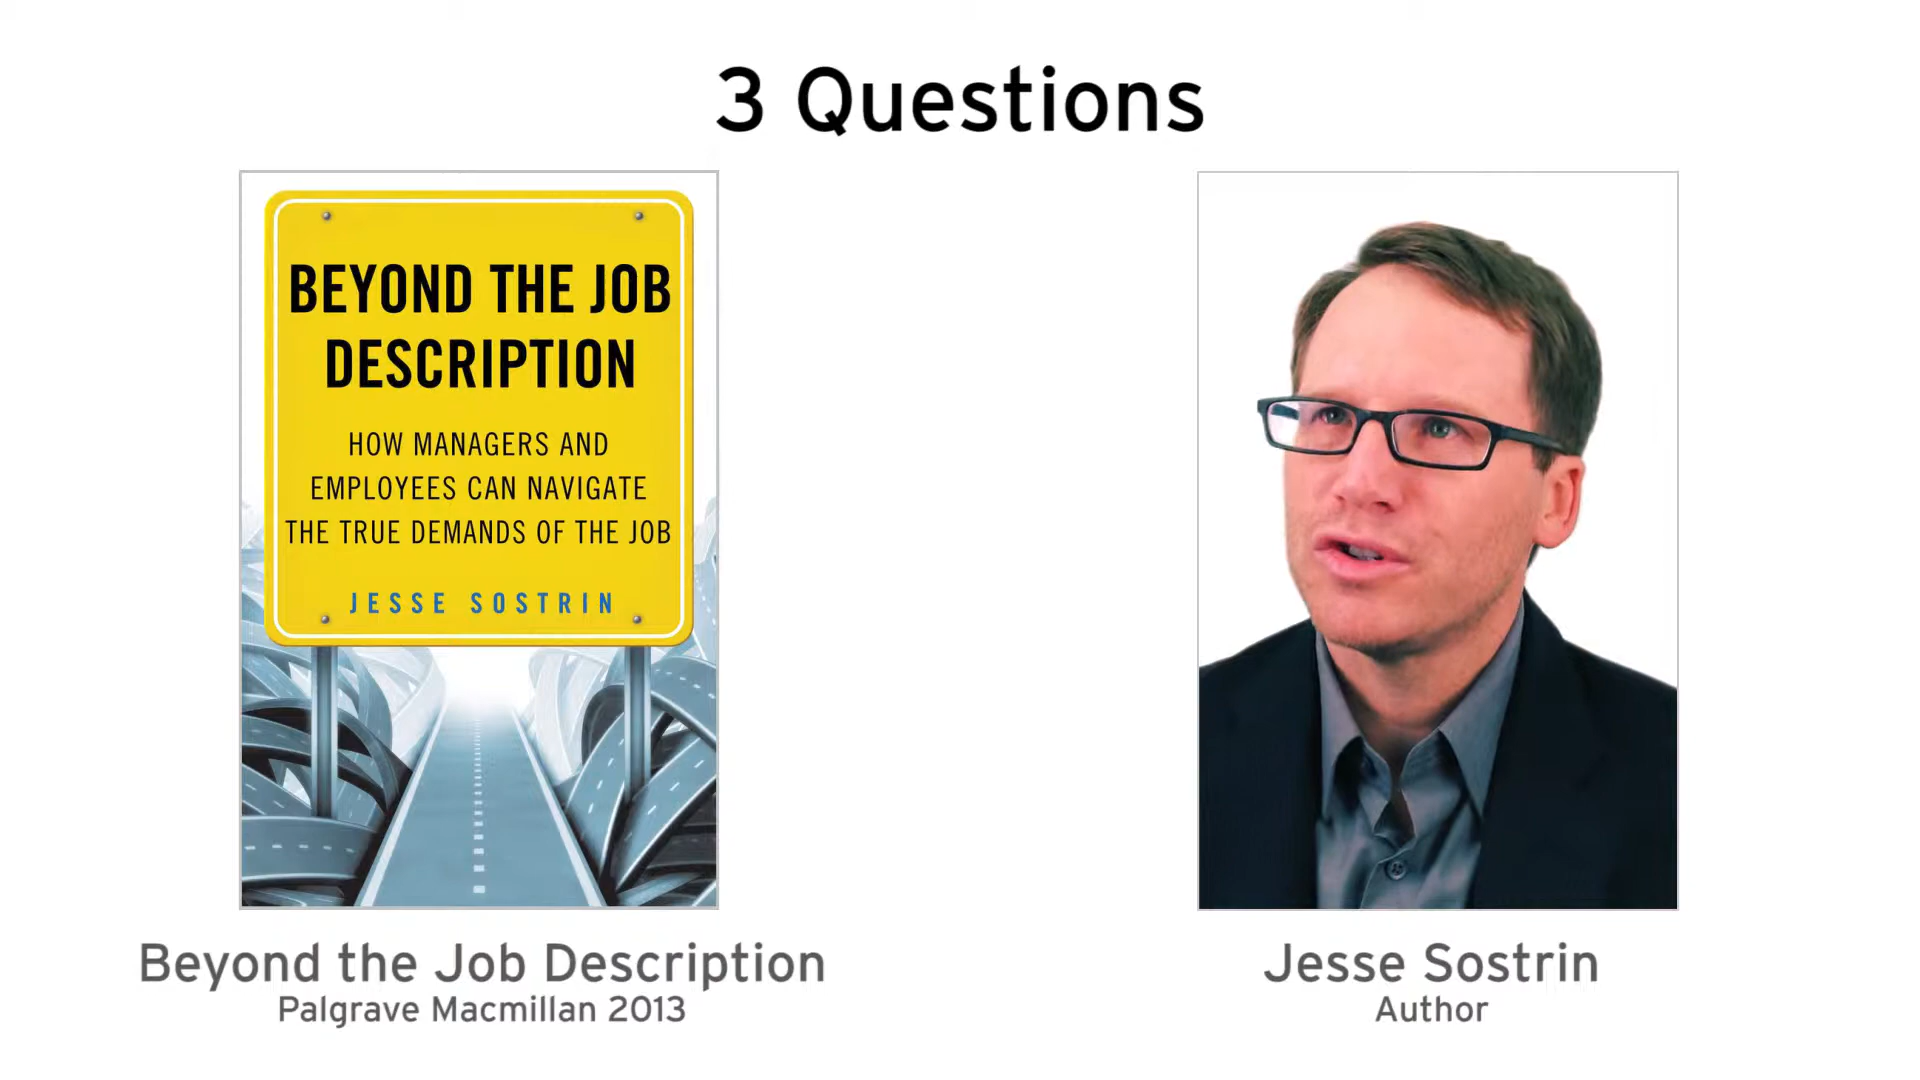 3 Questions
BEYOND THE JOB
DESCRIPTION
HOW MANAGERS AND
EMPLOYEES CAN NAVIGATE
THE TRUE DEMANDS OF THE JOB
JESSE SOSTRIN
Beyond the Job Description
Palgrave Macmillan 2013
Jesse Sostrin
Author